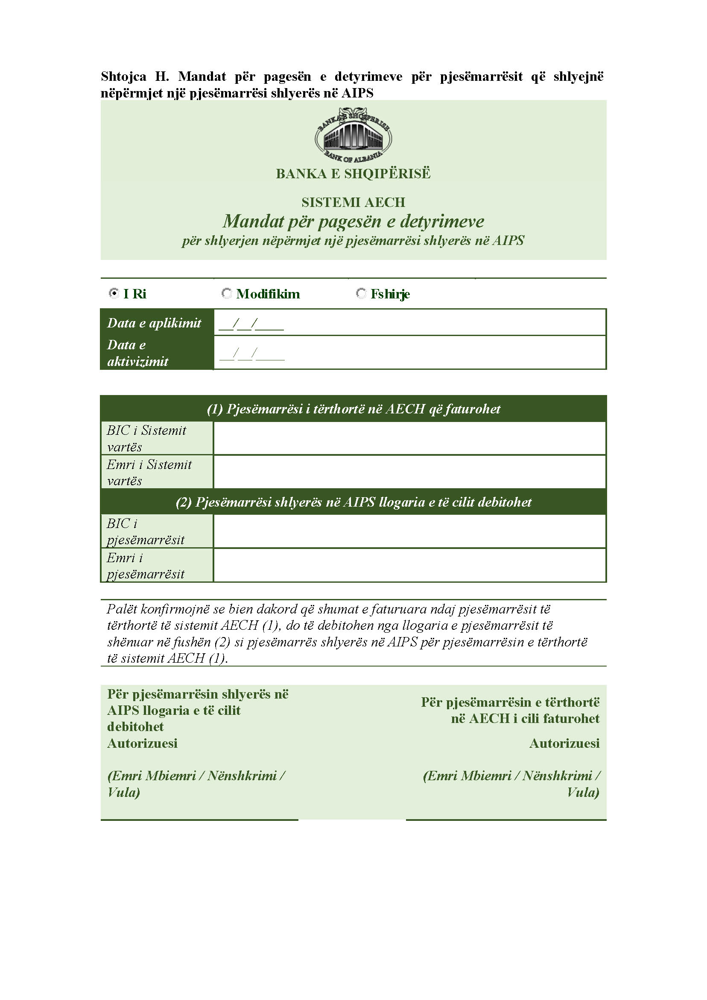 Shtojca H. Mandat për pagesën e detyrimeve për pjesëmarrësit që shlyejnë
nëpërmjet një pjesëmarrësi shlyerës në AIPS
BANKA E SHQIPERISE
BANK OF ALBANIA
BANKA E SHQIPËRISË
SISTEMI AECH
Mandat për pagesën e detyrimeve
për shlyerjen nëpërmjet një pjesëmarrësi shlyerës në AIPS
I Ri Modifikim Fshirje
Data e aplikimit __/__/____
Data e
aktivizimit __/__/____
(1) Pjesëmarrësi i tërthortë në AECH që faturohet
BIC i Sistemit
vartës
Emri i Sistemit
vartës
(2) Pjesëmarrësi shlyerës në AIPS llogaria e të cilit debitohet
BIC i
pjesëmarrësit
Emri i
pjesëmarrësit
Palët konfirmojnë se bien dakord që shumat e faturuara ndaj pjesëmarrësit të
tërthortë të sistemit AECH (1), do të debitohen nga llogaria e pjesëmarrësit të
shënuar në fushën (2) si pjesëmarrës shlyerës në AIPS për pjesëmarrësin e tërthortë
të sistemit AECH (1).
Për pjesëmarrësin shlyerës në
AIPS llogaria e të cilit
debitohet
Autorizuesi
(Emri Mbiemri / Nënshkrimi /
Vula)
Për pjesëmarrësin e tërthortë
në AECH i cili faturohet
Autorizuesi
(Emri Mbiemri / Nënshkrimi /
Vula)